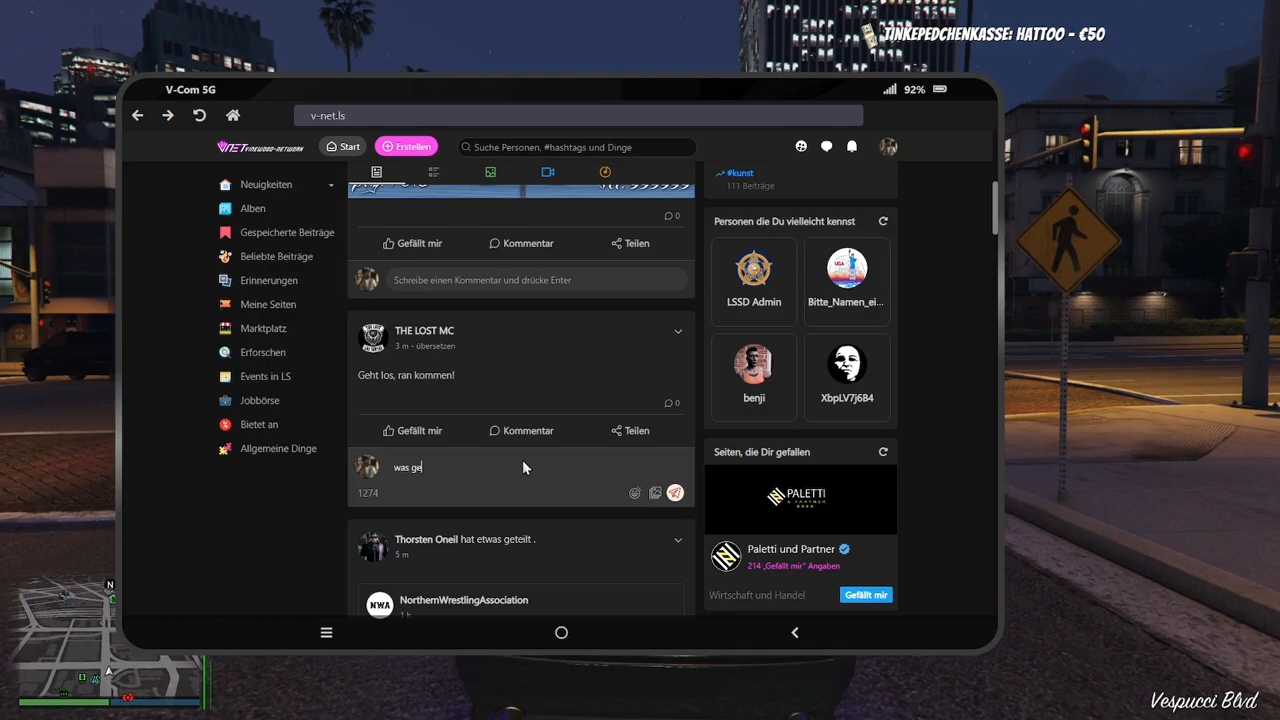 TINKEPEDCHENKASSE: HATTOO - €50
V-Com 5G
92%
v-net.ls
VNET VINEWOOD-NETWORK
Start
Erstellen
Suche Personen, #hashtags und Dinge
Neuigkeiten
Alben
Gespeicherte Beiträge
Beliebte Beiträge
Erinnerungen
Meine Seiten
Marktplatz
Erforschen
Events in LS
Jobbörse
Bietet an
Allgemeine Dinge
0
Gefällt mir
Kommentar
Teilen
Schreibe einen Kommentar und drücke Enter
THE LOST MC
3 m - übersetzen
Geht los, ran kommen!
0
Gefällt mir
Kommentar
Teilen
was ge
1274
Thorsten Oneil hat etwas geteilt .
5 m
NWA
NorthernWrestlingAssociation
1 h
#kunst
111 Beiträge
Personen die Du vielleicht kennst
LSSD Admin
Bitte_Namen_ei...
benji
XbpLV7j6B4
Seiten, die Dir gefallen
PALETTI
Paletti und Partner
214 „Gefällt mir" Angaben
Wirtschaft und Handel
Gefällt mir
N
Vespucci Blvd